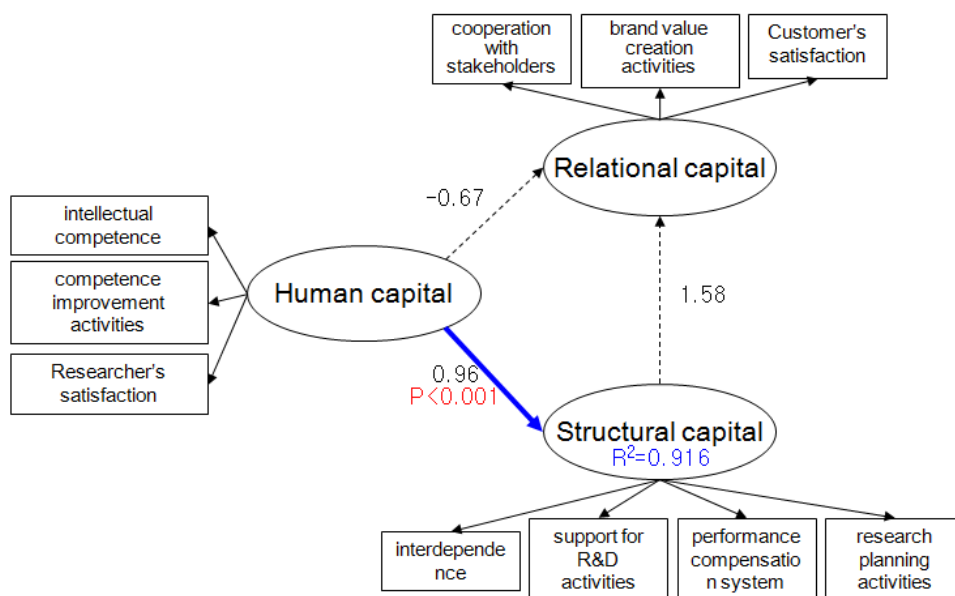 cooperation
with
stakeholders
brand value
creation
activities
Customer's
satisfaction
Relational capital
-0.67
intellectual
competence
competence
improvement
activities
Researcher's
satisfaction
Human capital
1.58
0.96
P<0.001
Structural capital
R²=0.916
interdepende
nce
support for
R&D
activities
performance
compensatio
n system
research
planning
activities